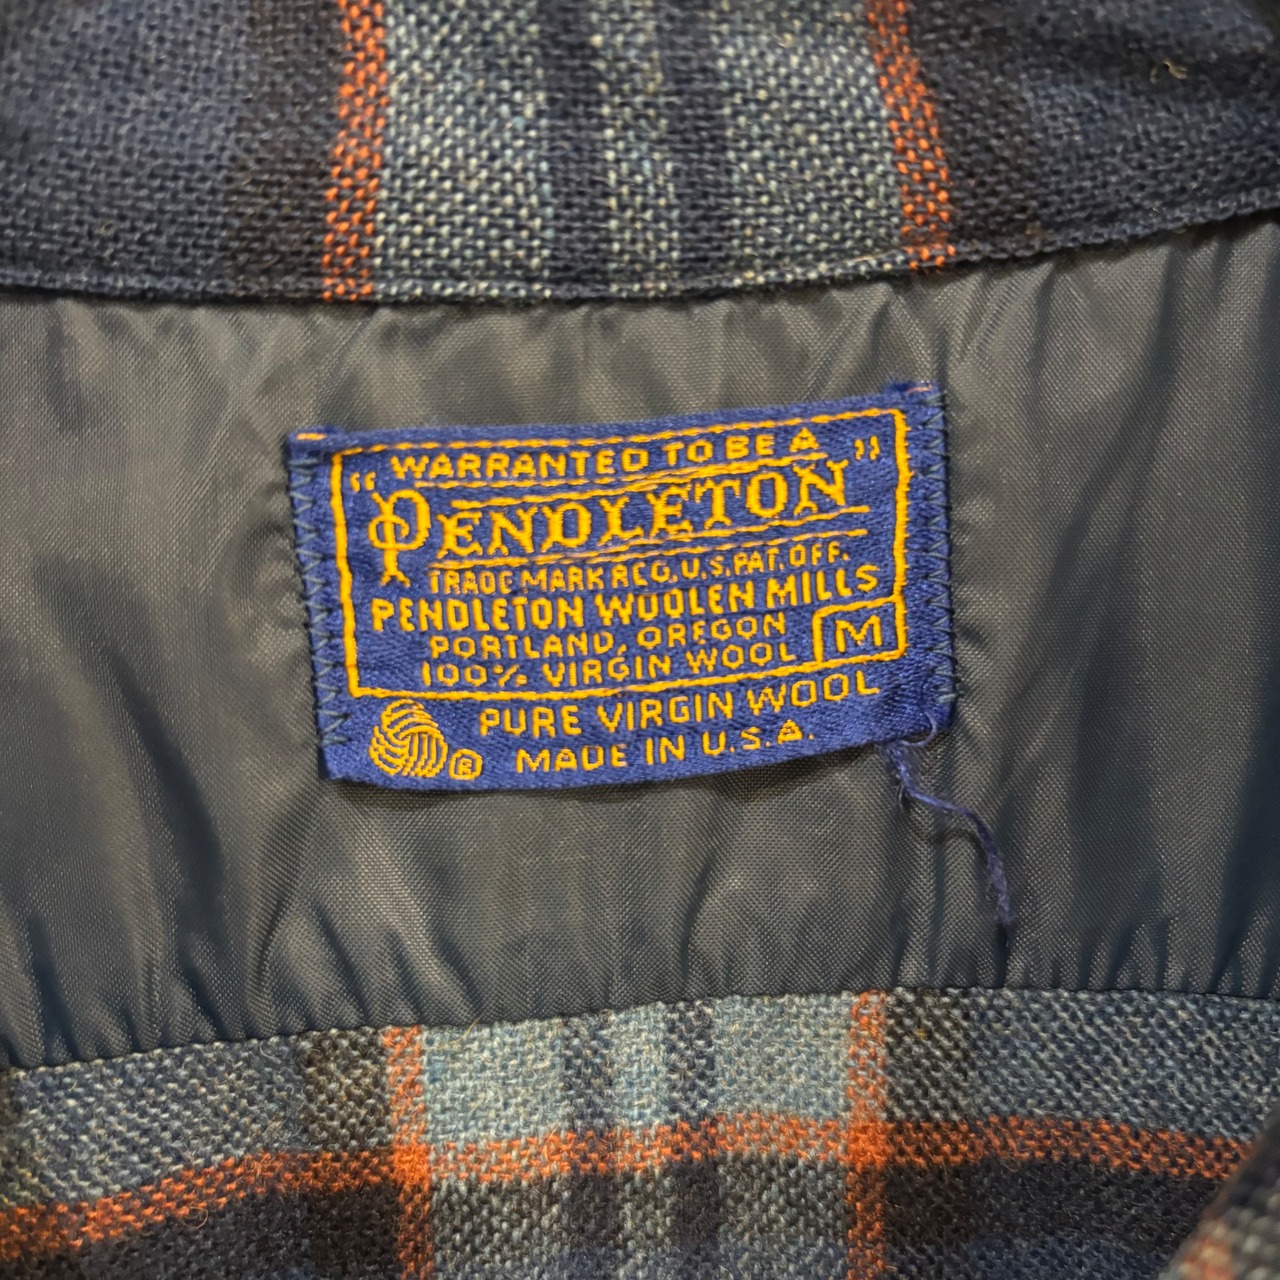 WARRANTED TO BE A
"PENDLETON"
TRADE MARK REG. U.S. PAT. OFF.
PENDLETON WOOLEN MILLS
PORTLAND, OREGON
100% VIRGIN WOOL M
PURE VIRGIN WOOL
® MADE IN U.S.A.